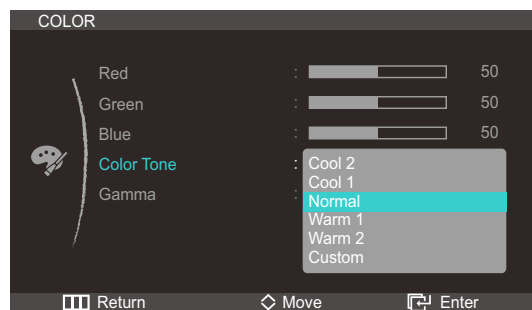 COLOR
Red : 50
Green : 50
Blue : 50
Color Tone : Cool 2
Cool 1
Gamma : Normal
Warm 1
Warm 2
Custom
Return Move Enter